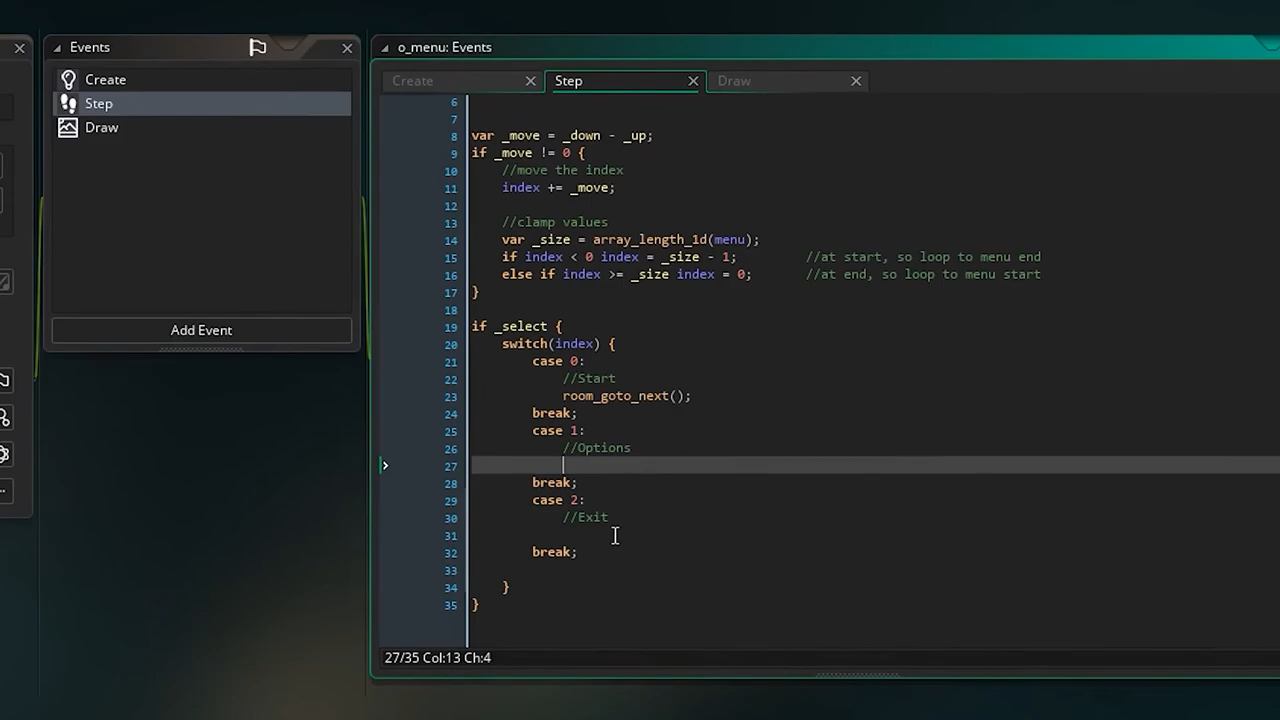 Events
Create
Step
Draw
Add Event
o_menu: Events
Create
Step
Draw
6
7
8 var _move = _down - _up;
9 if _move != 0 {
10 //move the index
11 index += _move;
12
13 //clamp values
14 var _size = array_length_1d(menu);
15 if index < 0 index = _size - 1; //at start, so loop to menu end
16 else if index >= _size index = 0; //at end, so loop to menu start
17 }
18
19 if _select {
20 switch(index) {
21 case 0:
22 //Start
23 room_goto_next();
24 break;
25 case 1:
26 //Options
27
28 break;
29 case 2:
30 //Exit
31
32 break;
33
34 }
35 }
27/35 Col:13 Ch:4